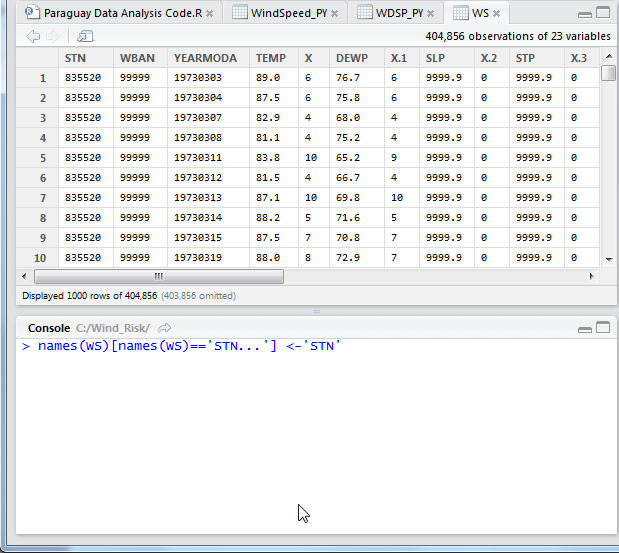 Paraguay Data Analysis Code.R × WindSpeed_PY × WDSP_PY × WS ×
404,856 observations of 23 variables
STN WBAN YEARMODA TEMP X DEWP X.1 SLP X.2 STP X.3
1 835520 99999 19730303 89.0 6 76.7 6 9999.9 0 9999.9 0
2 835520 99999 19730304 87.5 6 75.8 6 9999.9 0 9999.9 0
3 835520 99999 19730307 82.9 4 68.0 4 9999.9 0 9999.9 0
4 835520 99999 19730308 81.1 4 75.2 4 9999.9 0 9999.9 0
5 835520 99999 19730311 83.8 10 65.2 9 9999.9 0 9999.9 0
6 835520 99999 19730312 81.5 4 66.7 4 9999.9 0 9999.9 0
7 835520 99999 19730313 87.1 10 69.8 10 9999.9 0 9999.9 0
8 835520 99999 19730314 88.2 5 71.6 5 9999.9 0 9999.9 0
9 835520 99999 19730315 87.5 7 70.8 7 9999.9 0 9999.9 0
10 835520 99999 19730319 88.0 8 72.9 7 9999.9 0 9999.9 0
Displayed 1000 rows of 404,856 (403,856 omitted)
Console C:/Wind_Risk/
> names(WS)[names(WS)=='STN...'] <-'STN'